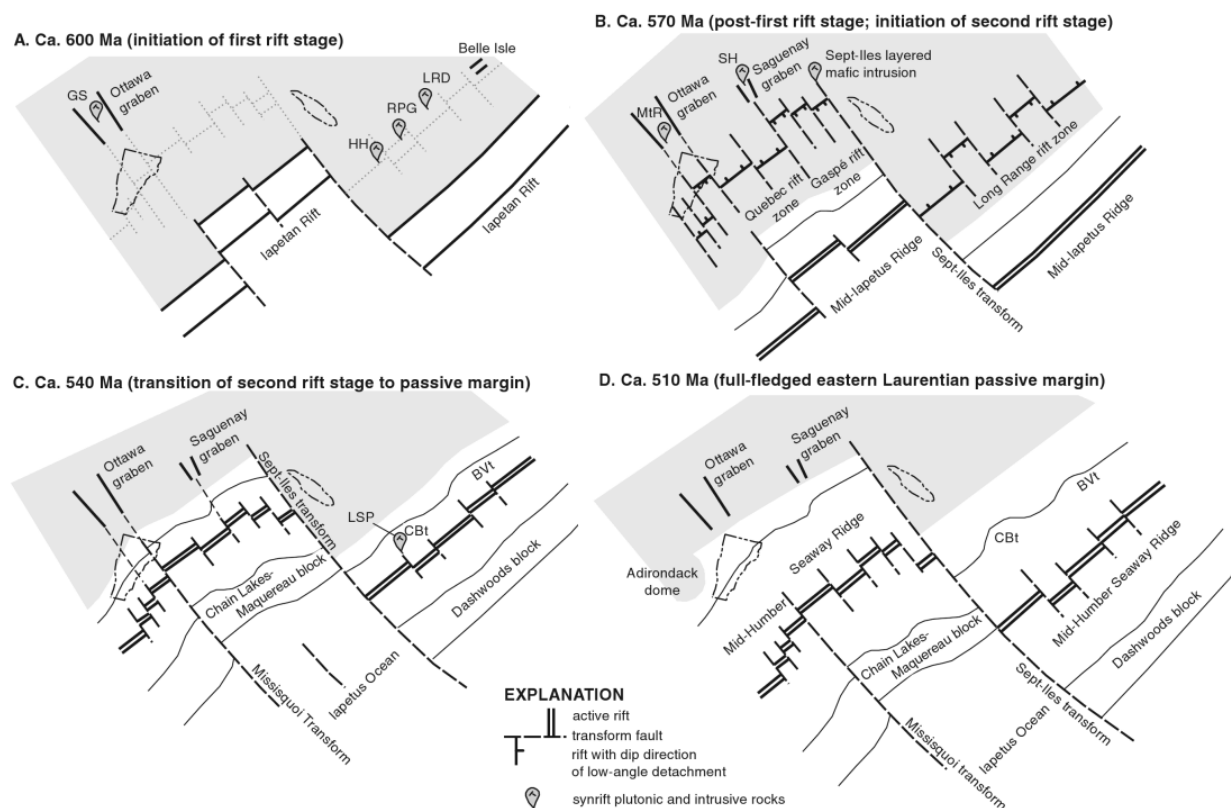 A. Ca. 600 Ma (initiation of first rift stage)
GS
Ottawa
graben
Belle Isle
LRD
RPG
HH
Iapetan Rift
Iapetan Rift
B. Ca. 570 Ma (post-first rift stage; initiation of second rift stage)
MtR
Ottawa
graben
SH
Saguenay
graben
Sept-Iles layered
mafic intrusion
Quebec rift
zone
Gaspé rift
zone
Long Range rift zone
Mid-Iapetus Ridge
Sept-Iles transform
Mid-Iapetus Ridge
C. Ca. 540 Ma (transition of second rift stage to passive margin)
Ottawa
graben
Saguenay
graben
Sept-Iles transform
BVt
LSP
CBt
Chain Lakes-
Maquereau block
Dashwoods block
Missisquoi Transform
Iapetus Ocean
D. Ca. 510 Ma (full-fledged eastern Laurentian passive margin)
Ottawa
graben
Saguenay
graben
BVt
CBt
Adirondack
dome
Mid-Humber
Seaway Ridge
Mid-Humber Seaway Ridge
Chain Lakes-
Maquereau block
Dashwoods block
Sept-Iles transform
Iapetus Ocean
Missisquoi transform
EXPLANATION
active rift
transform fault
rift with dip direction
of low-angle detachment
synrift plutonic and intrusive rocks